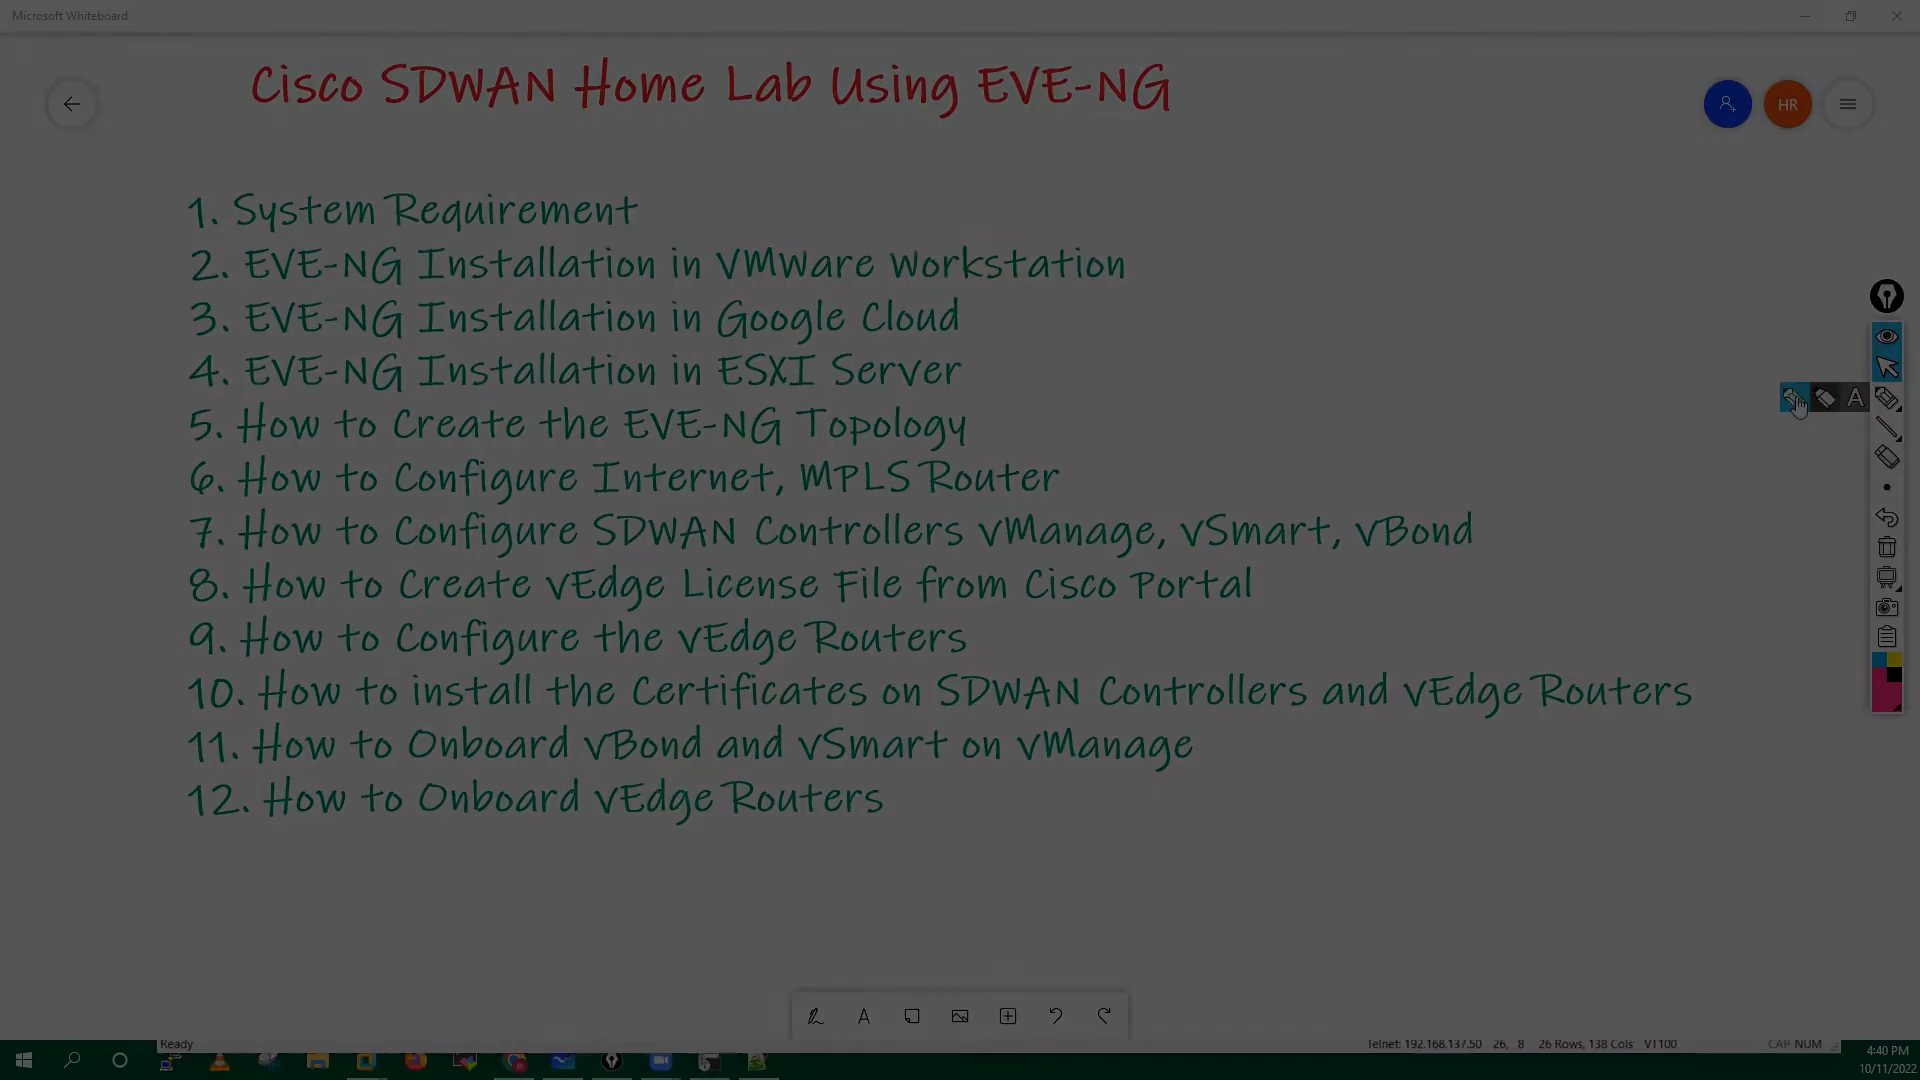 Microsoft Whiteboard
Cisco SDWAN Home Lab Using EVE-NG
HR
1. System Requirement
2. EVE-NG Installation in VMWare Workstation
3. EVE-NG Installation in Google Cloud
4. EVE-NG Installation in ESXI Server
5. How to Create the EVE-NG Topology
6. How to Configure Internet, MPLS Router
7. How to Configure SDWAN Controllers vManage, vSmart, vBond
8. How to Create vEdge License File from Cisco Portal
9. How to Configure the vEdge Routers
10. How to install the Certificates on SDWAN Controllers and vEdge Routers
11. How to Onboard vBond and vSmart on vManage
12. How to Onboard vEdge Routers
Ready
Telnet: 192.168.137.50 26, 8 26 Rows, 138 Cols VT100 CAP NUM
4:40 PM
10/11/2022